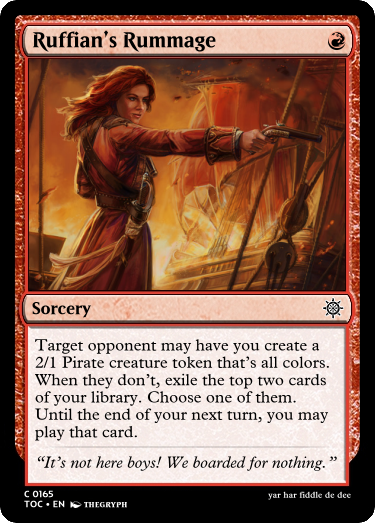 Ruffian's Rummage
Sorcery
Target opponent may have you create a
2/1 Pirate creature token that's all colors.
When they don't, exile the top two cards
of your library. Choose one of them.
Until the end of your next turn, you may
play that card.
"It's not here boys! We boarded for nothing."
C 0165
TOC • EN THEGRYPH
yar har fiddle de dee